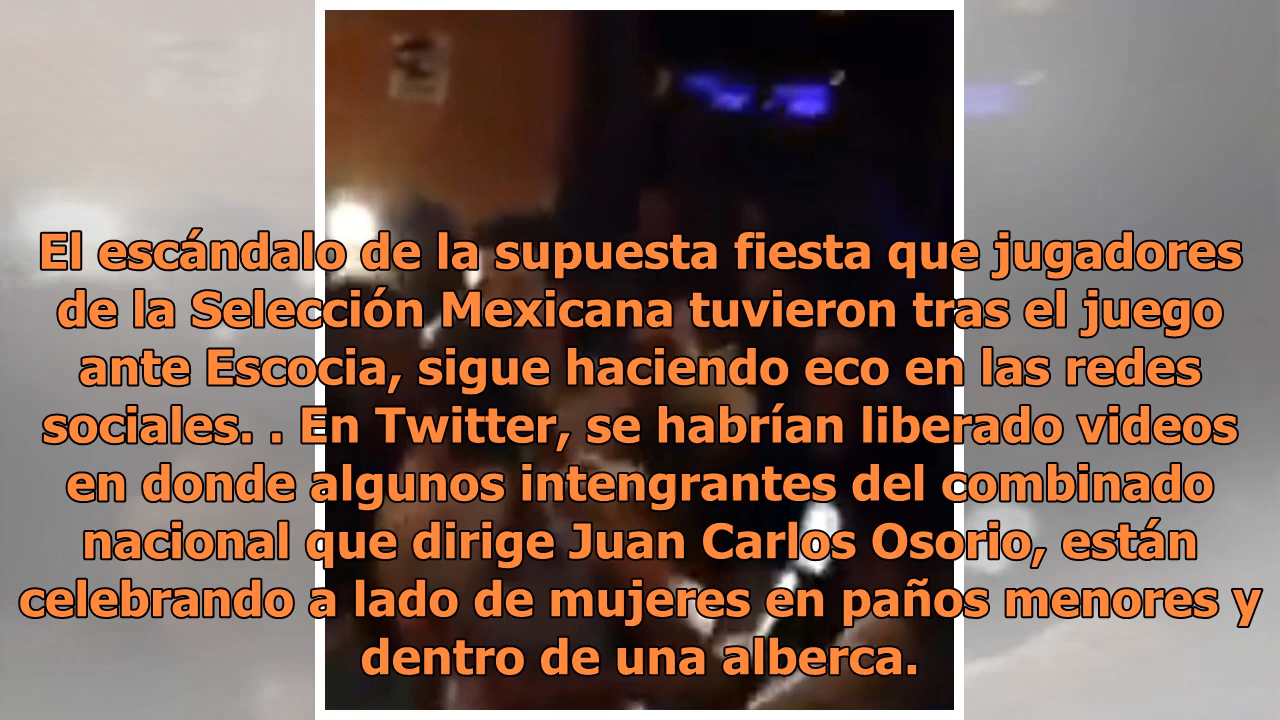 El escándalo de la supuesta fiesta que jugadores
de la Selección Mexicana tuvieron tras el juego
ante Escocia, sigue haciendo eco en las redes
sociales. . En Twitter, se habrían liberado videos
en donde algunos intengrantes del combinado
nacional que dirige Juan Carlos Osorio, están
celebrando a lado de mujeres en paños menores y
dentro de una alberca.